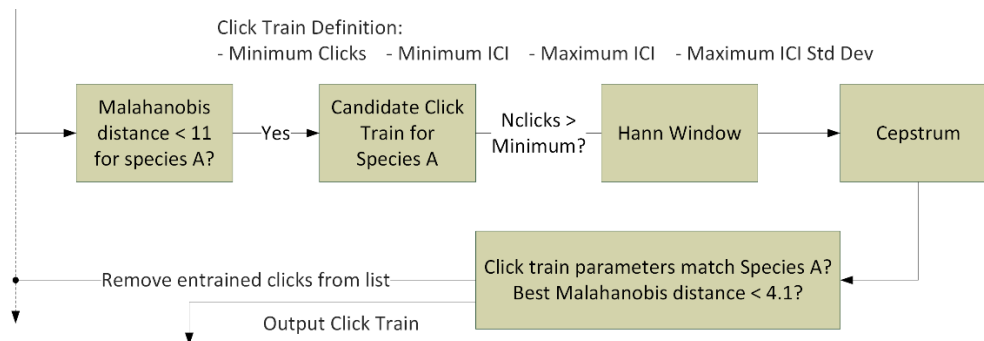 Click Train Definition:
- Minimum Clicks - Minimum ICI - Maximum ICI - Maximum ICI Std Dev
Malahanobis
distance < 11
for species A?
Yes
Candidate Click
Train for
Species A
Nclicks >
Minimum?
Hann Window
Cepstrum
Click train parameters match Species A?
Best Malahanobis distance < 4.1?
Remove entrained clicks from list
Output Click Train